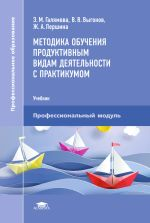 Профессиональное образование
Э. М. Галямова, В. В. Выгонов,
Ж. А. Першина
МЕТОДИКА ОБУЧЕНИЯ
ПРОДУКТИВНЫМ
ВИДАМ ДЕЯТЕЛЬНОСТИ
С ПРАКТИКУМОМ
Учебник
Профессиональный модуль